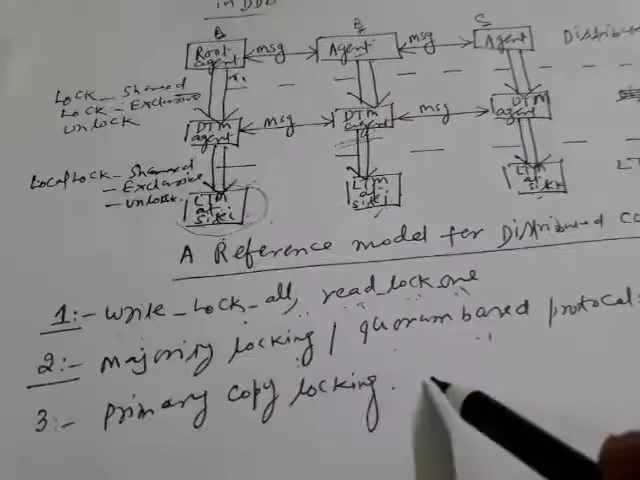 in DDB
A B C
Root agent msg Agent msg Agent Distribu
Lock - Shared
Lock - Exclusive
Unlock
DTM agent msg DTM agent msg DTM
Local Lock - Shared
- Exclusive
- Unlock
LTM at site i LTM at site j LTM at site k LT
A Reference model for Distributed Co
1:- write_lock_all, read_lock_one
2:- majority locking / quorum based protocol:
3:- primary copy locking.